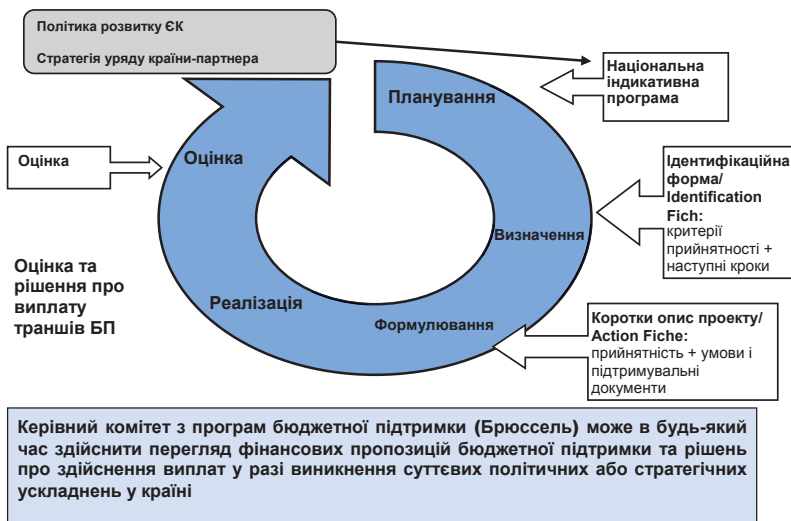 Політика розвитку ЄК
Стратегія уряду країни-партнера
Національна
індикативна
програма
Планування
Оцінка
Оцінка
Ідентифікаційна
форма/
Identification
Fich:
критерії
прийнятності +
наступні кроки
Визначення
Оцінка та
рішення про
виплату
траншів БП
Реалізація
Формулювання
Коротки опис проекту/
Action Fiche:
прийнятність + умови і
підтримувальні
документи
Керівний комітет з програм бюджетної підтримки (Брюссель) може в будь-який
час здійснити перегляд фінансових пропозицій бюджетної підтримки та рішень
про здійснення виплат у разі виникнення суттєвих політичних або стратегічних
ускладнень у країні